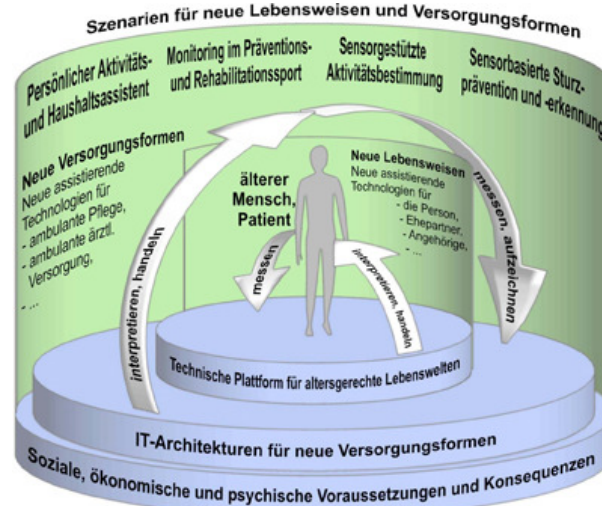 Szenarien für neue Lebensweisen und Versorgungsformen
Persönlicher Aktivitäts-
und Haushaltsassistent
Monitoring im Präventions-
und Rehabilitationssport
Sensorgestützte
Aktivitätsbestimmung
Sensorbasierte Sturz-
prävention und -erkennung
Neue Versorgungsformen
Neue assistierende
Technologien für
- ambulante Pflege,
- ambulante ärztl.
Versorgung,
- ...
älterer
Mensch,
Patient
Neue Lebensweisen
Neue assistierende
Technologien für
- die Person,
- Ehepartner,
- Angehörige,
- ...
interpretieren, handeln
messen
interpretieren, handeln
messen, aufzeichnen
Technische Plattform für altersgerechte Lebenswelten
IT-Architekturen für neue Versorgungsformen
Soziale, ökonomische und psychische Voraussetzungen und Konsequenzen